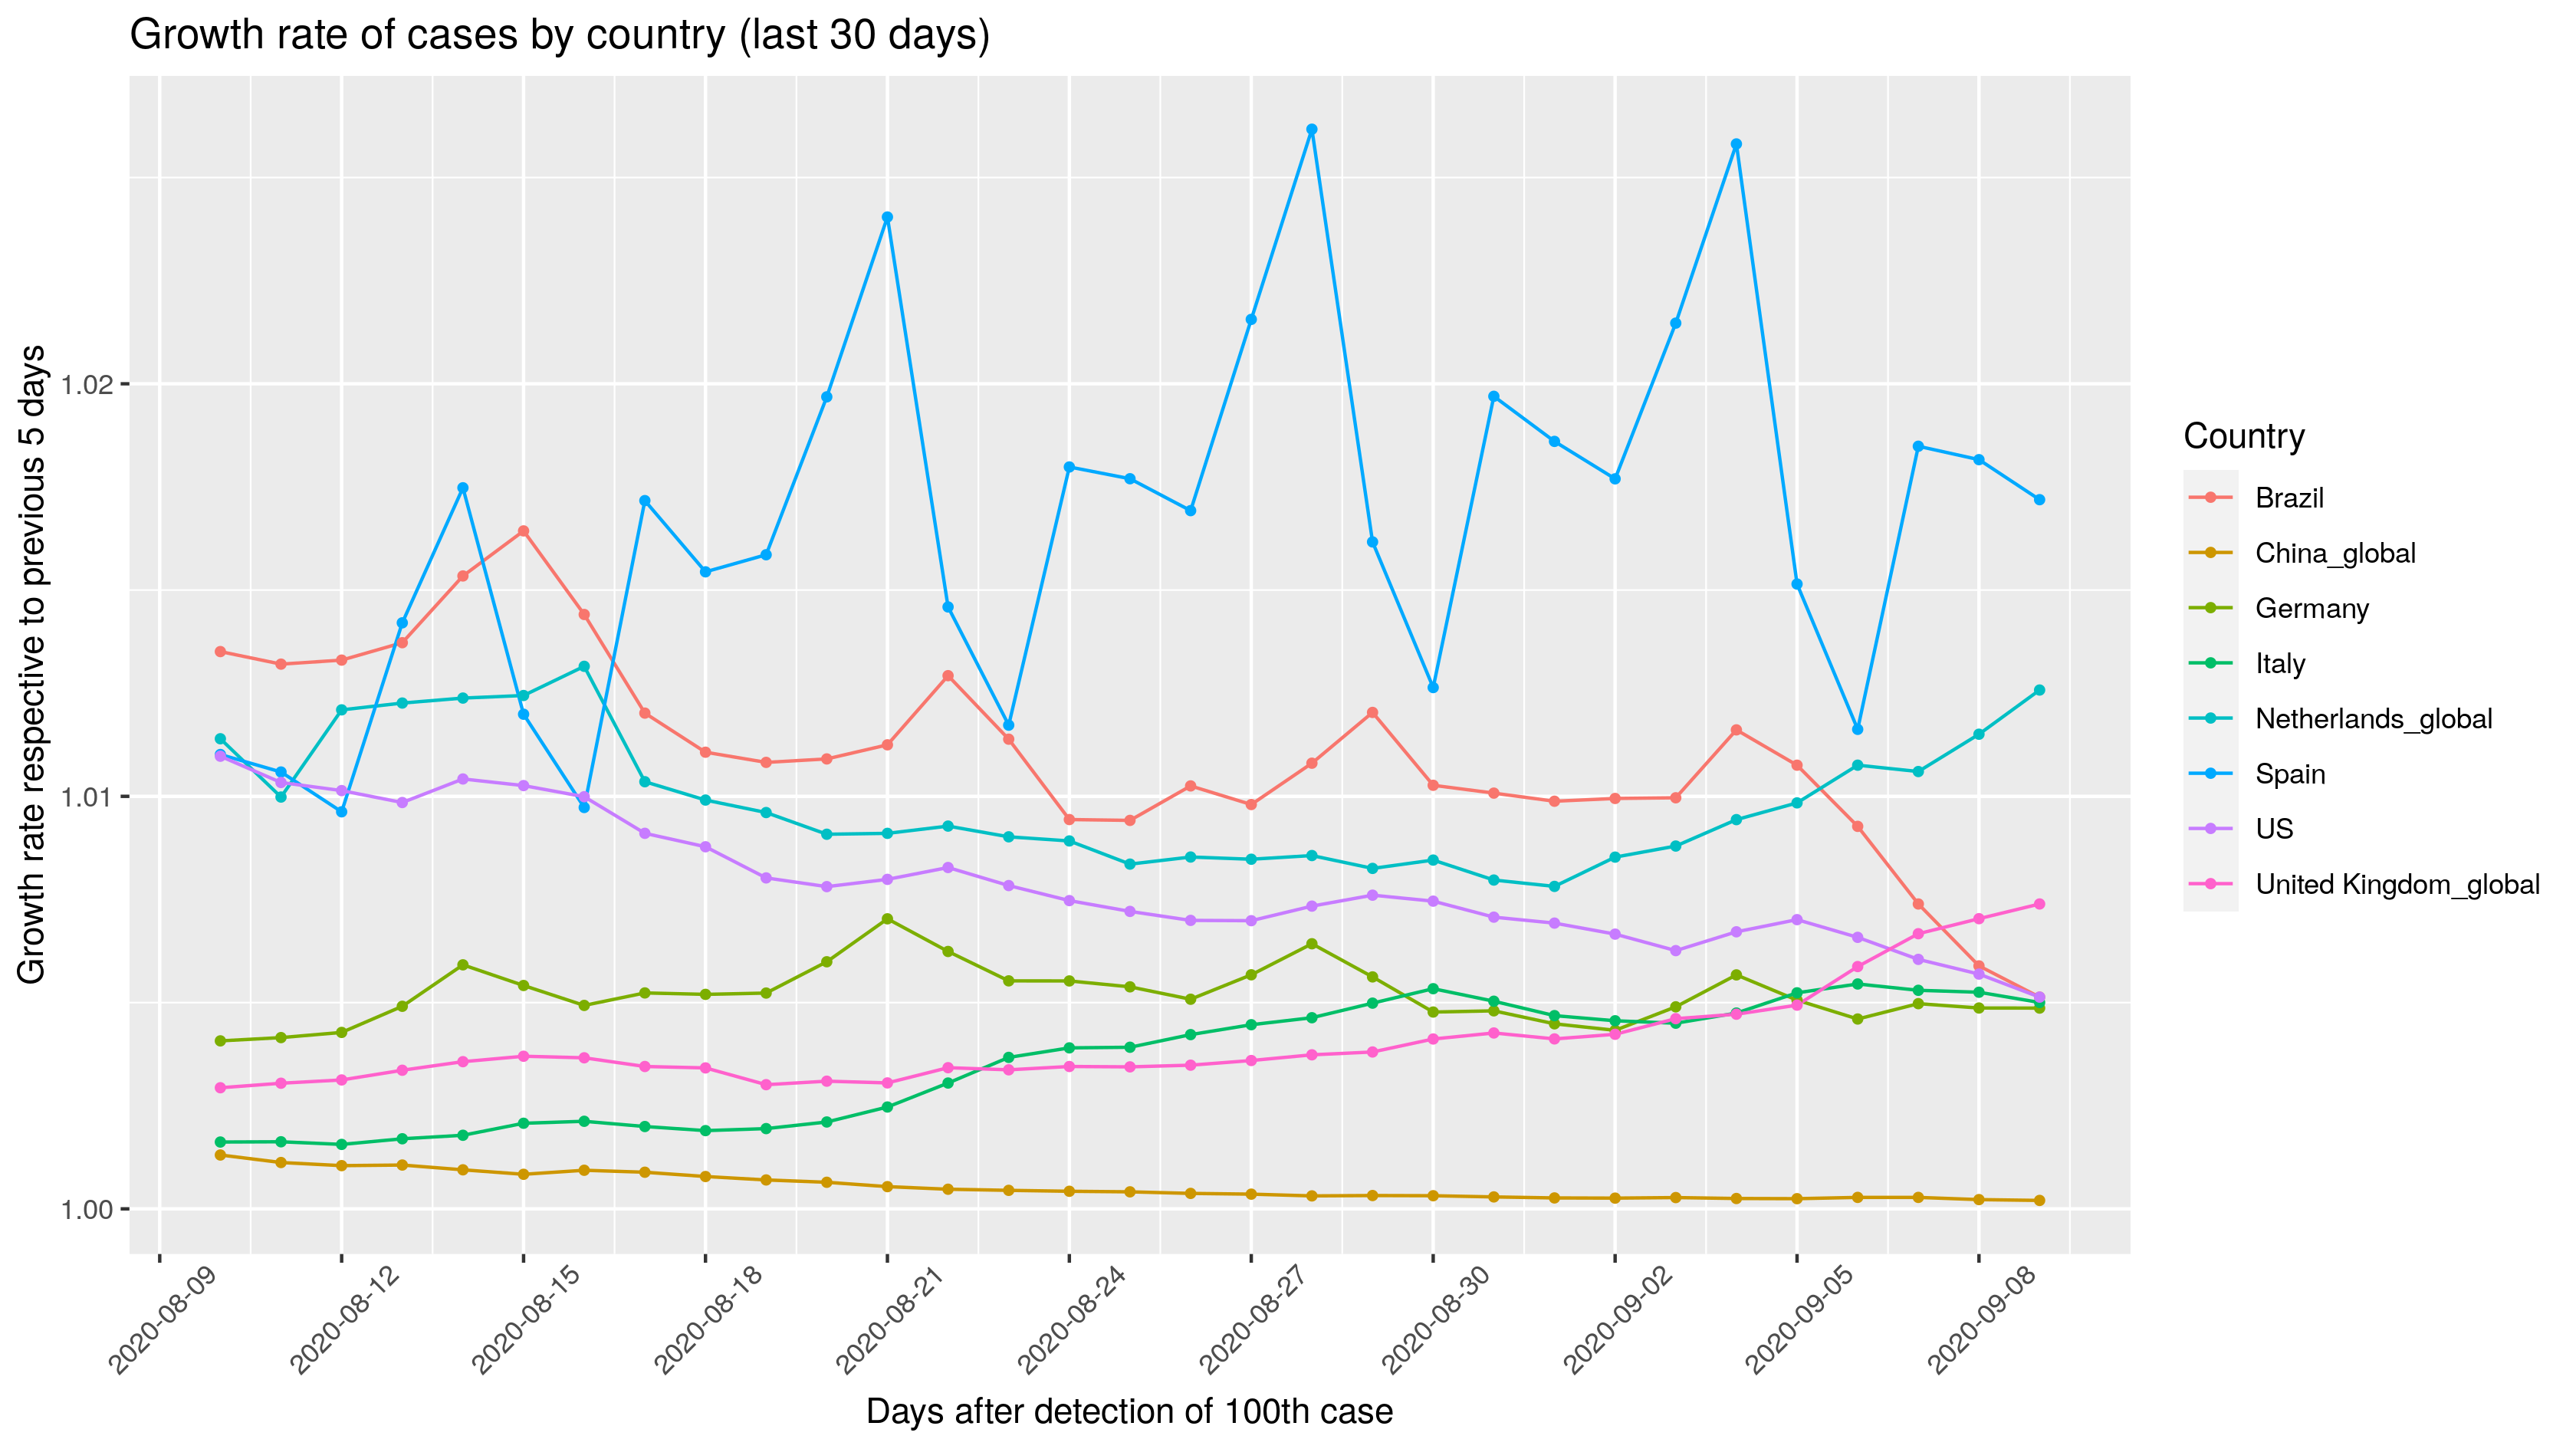 Growth rate of cases by country (last 30 days)
Growth rate respective to previous 5 days
1.02
1.01
1.00
2020-08-09
2020-08-12
2020-08-15
2020-08-18
2020-08-21
2020-08-24
2020-08-27
2020-08-30
2020-09-02
2020-09-05
2020-09-08
Days after detection of 100th case
Country
Brazil
China_global
Germany
Italy
Netherlands_global
Spain
US
United Kingdom_global